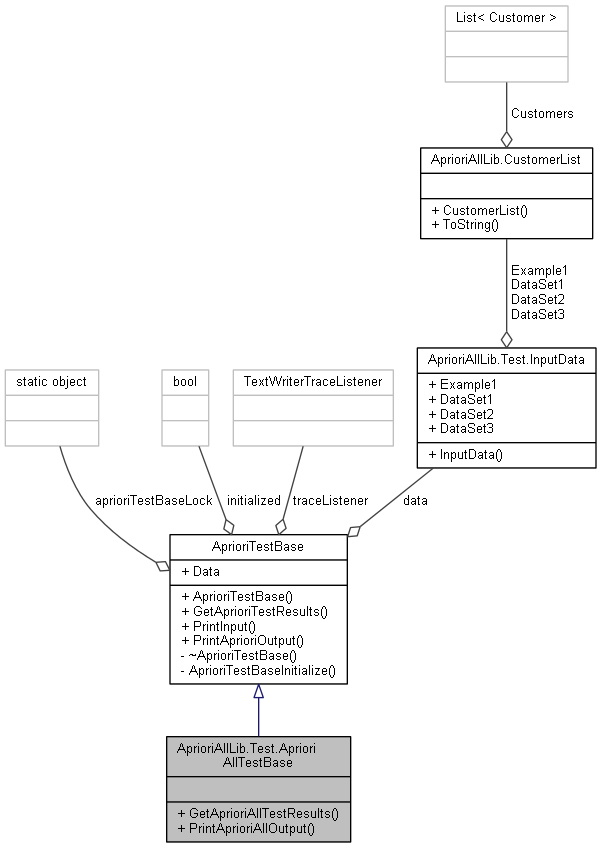 List< Customer >
Customers
AprioriAllLib.CustomerList
+ CustomerList()
+ ToString()
Example1
DataSet1
DataSet2
DataSet3
AprioriAllLib.Test.InputData
+ Example1
+ DataSet1
+ DataSet2
+ DataSet3
+ InputData()
static object
bool
TextWriterTraceListener
aprioriTestBaseLock
initialized
traceListener
data
AprioriTestBase
+ Data
+ AprioriTestBase()
+ GetAprioriTestResults()
+ PrintInput()
+ PrintAprioriOutput()
- ~AprioriTestBase()
- AprioriTestBaseInitialize()
AprioriAllLib.Test.Apriori
AllTestBase
+ GetAprioriAllTestResults()
+ PrintAprioriAllOutput()